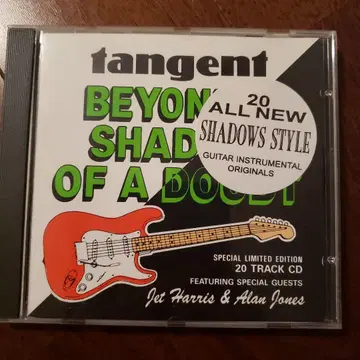 tangent
BEYON
SHAD
OF A DOUBT
20
ALL NEW
SHADOWS STYLE
GUITAR INSTRUMENTAL
ORIGINALS
SPECIAL LIMITED EDITION
20 TRACK CD
FEATURING SPECIAL GUESTS
Jet Harris & Alan Jones